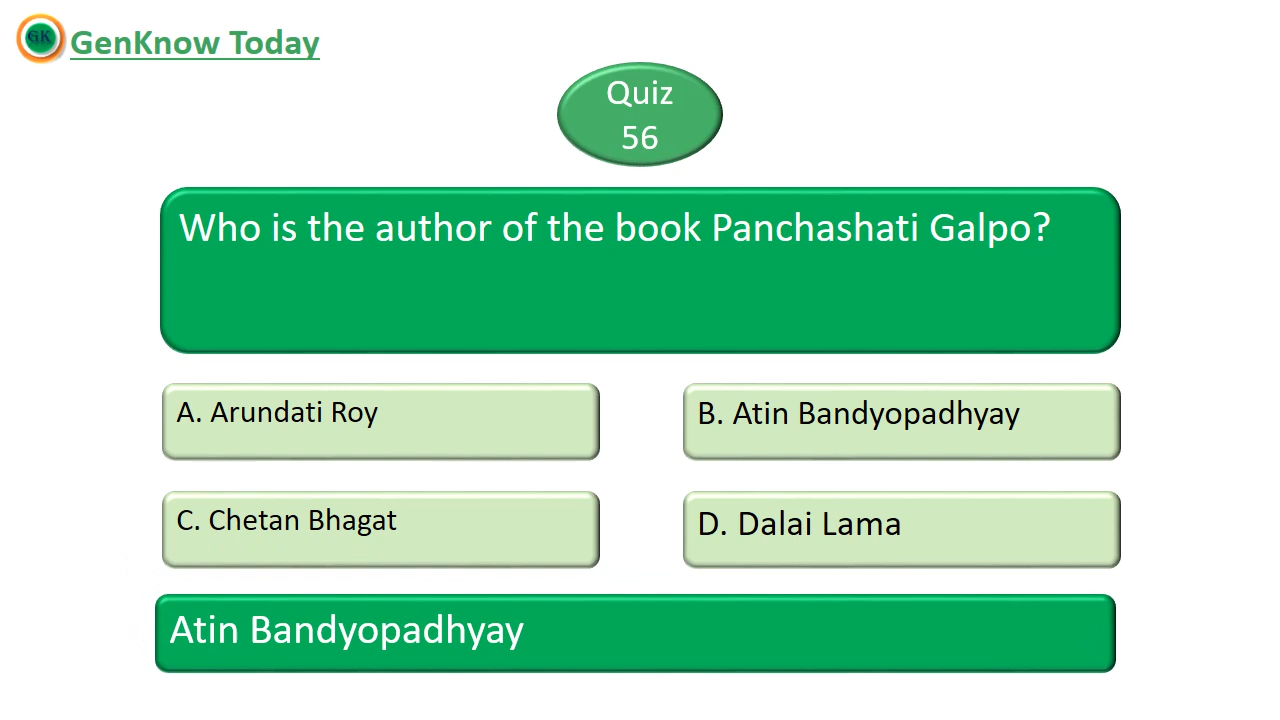 GK
GenKnow Today
Quiz
56
Who is the author of the book Panchashati Galpo?
A. Arundati Roy
B. Atin Bandyopadhyay
C. Chetan Bhagat
D. Dalai Lama
Atin Bandyopadhyay